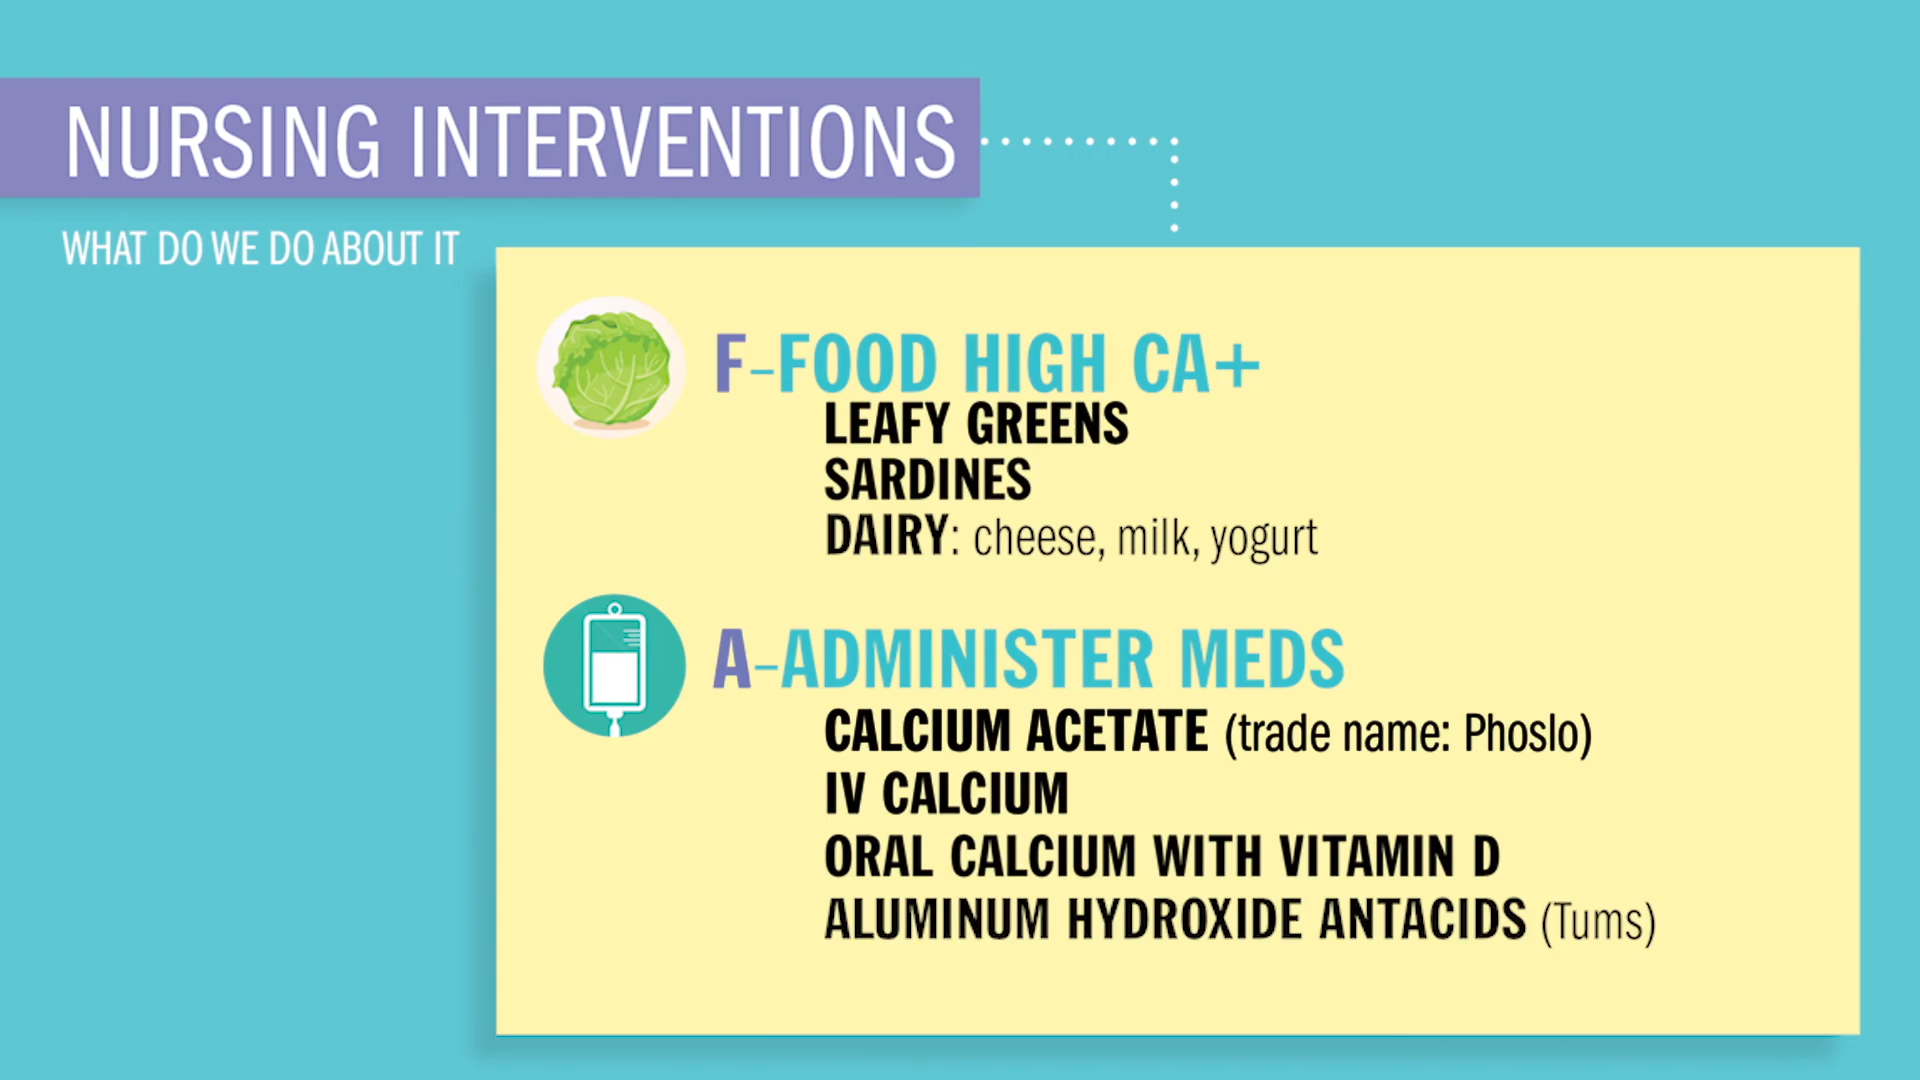 NURSING INTERVENTIONS
WHAT DO WE DO ABOUT IT
F-FOOD HIGH CA+
LEAFY GREENS
SARDINES
DAIRY: cheese, milk, yogurt
A-ADMINISTER MEDS
CALCIUM ACETATE (trade name: Phoslo)
IV CALCIUM
ORAL CALCIUM WITH VITAMIN D
ALUMINUM HYDROXIDE ANTACIDS (Tums)